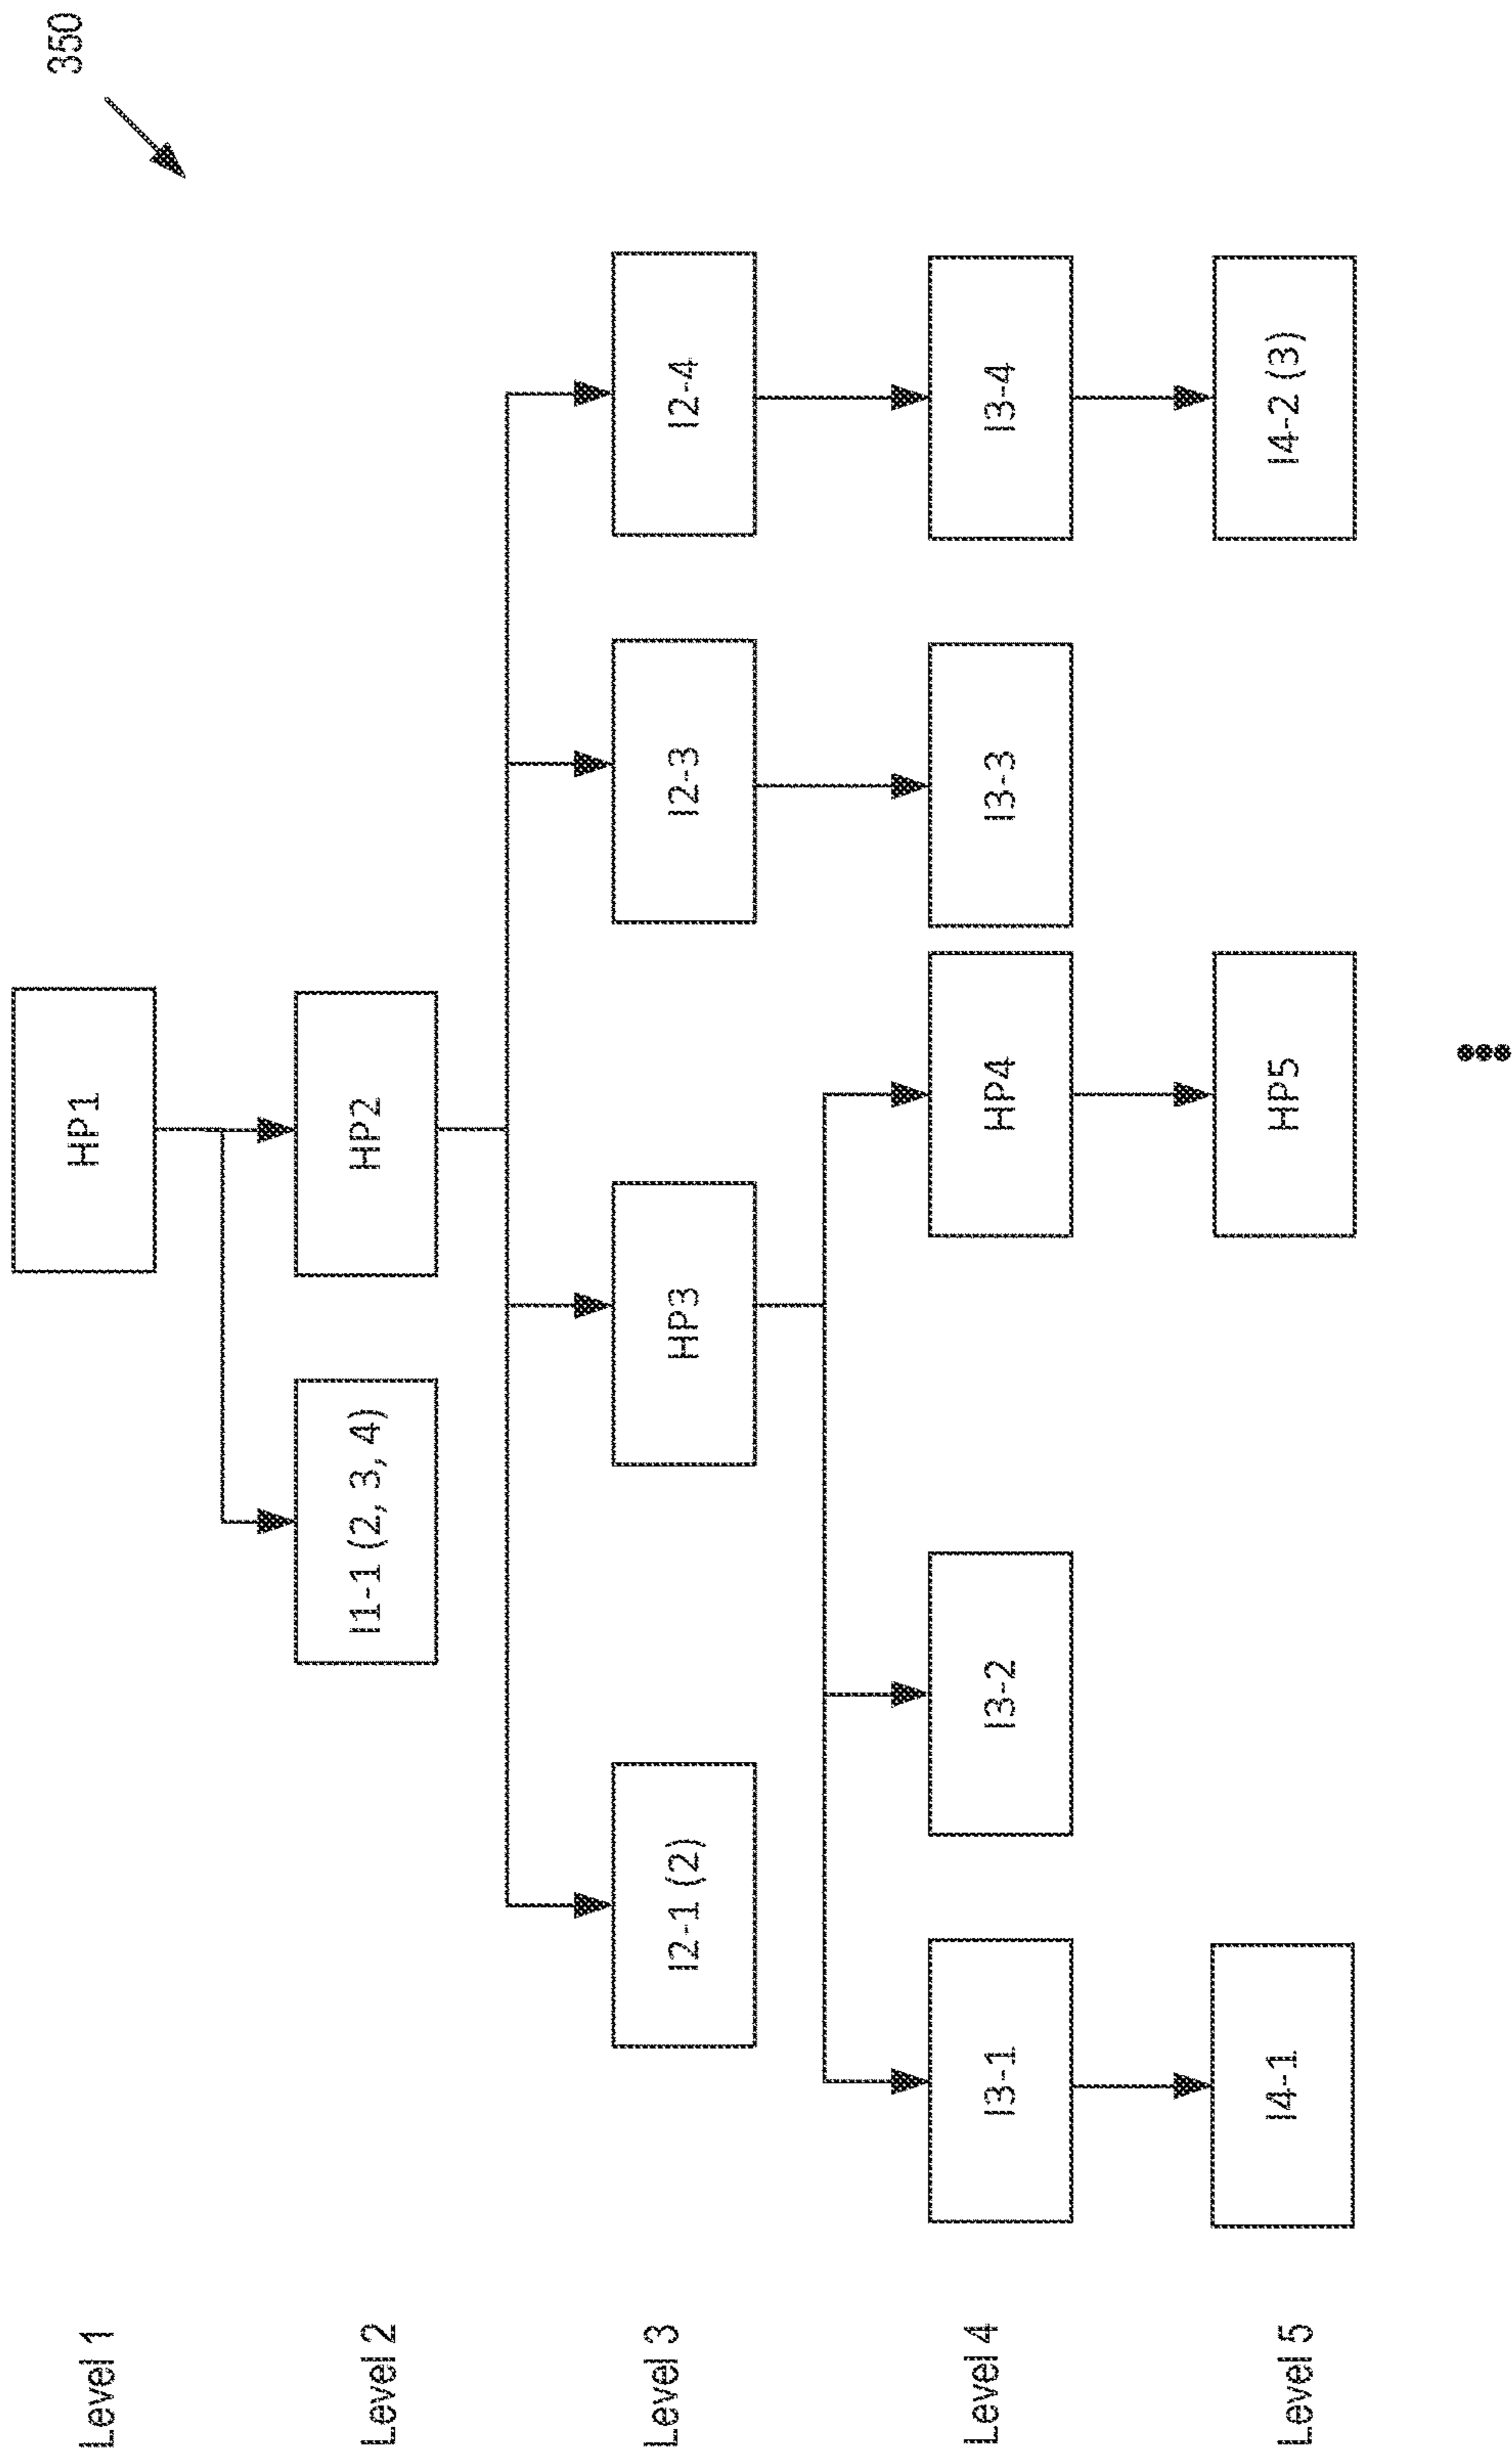 350
Level 1
HP1
Level 2
I1-1 (2, 3, 4)
HP2
Level 3
I2-1 (2)
HP3
I2-3
I2-4
Level 4
I3-1
I3-2
HP4
I3-3
I3-4
Level 5
I4-1
HP5
I4-2 (3)